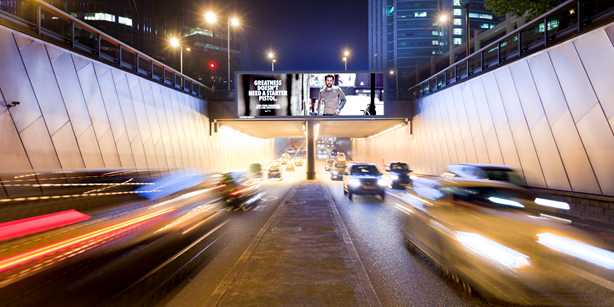 GREATNESS
DOESN'T
NEED A STARTER
PISTOL.